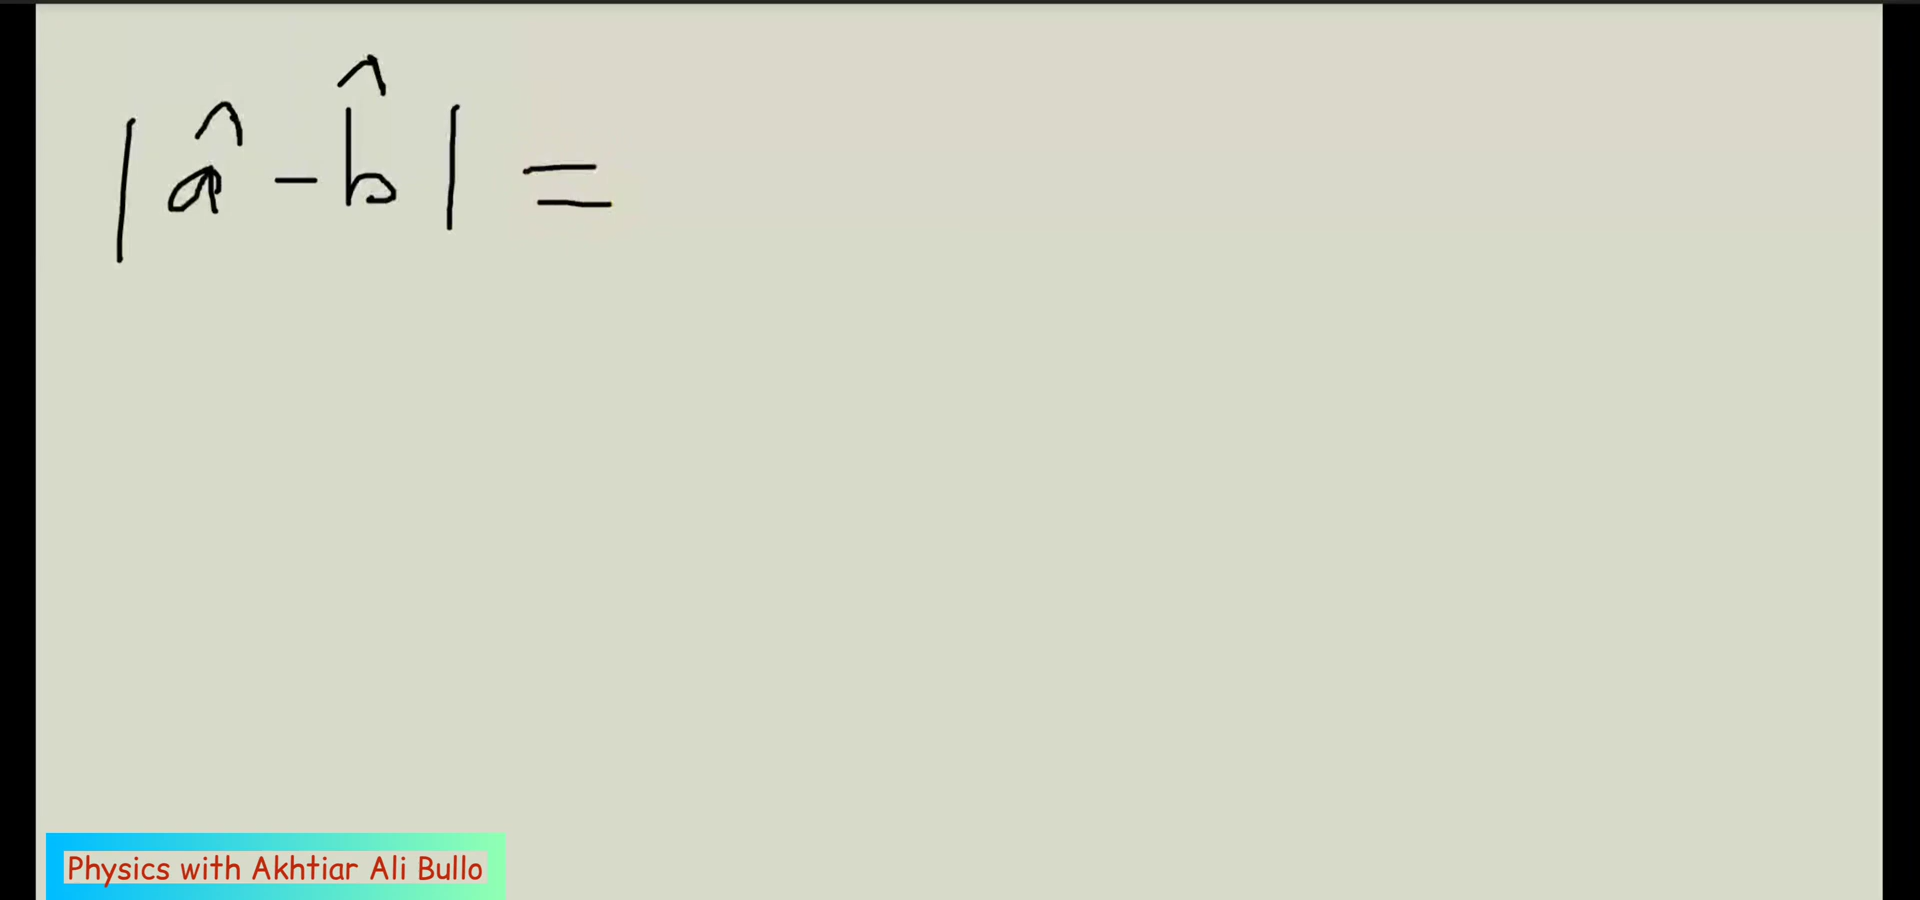 | â - b̂ | =
Physics with Akhtiar Ali Bullo